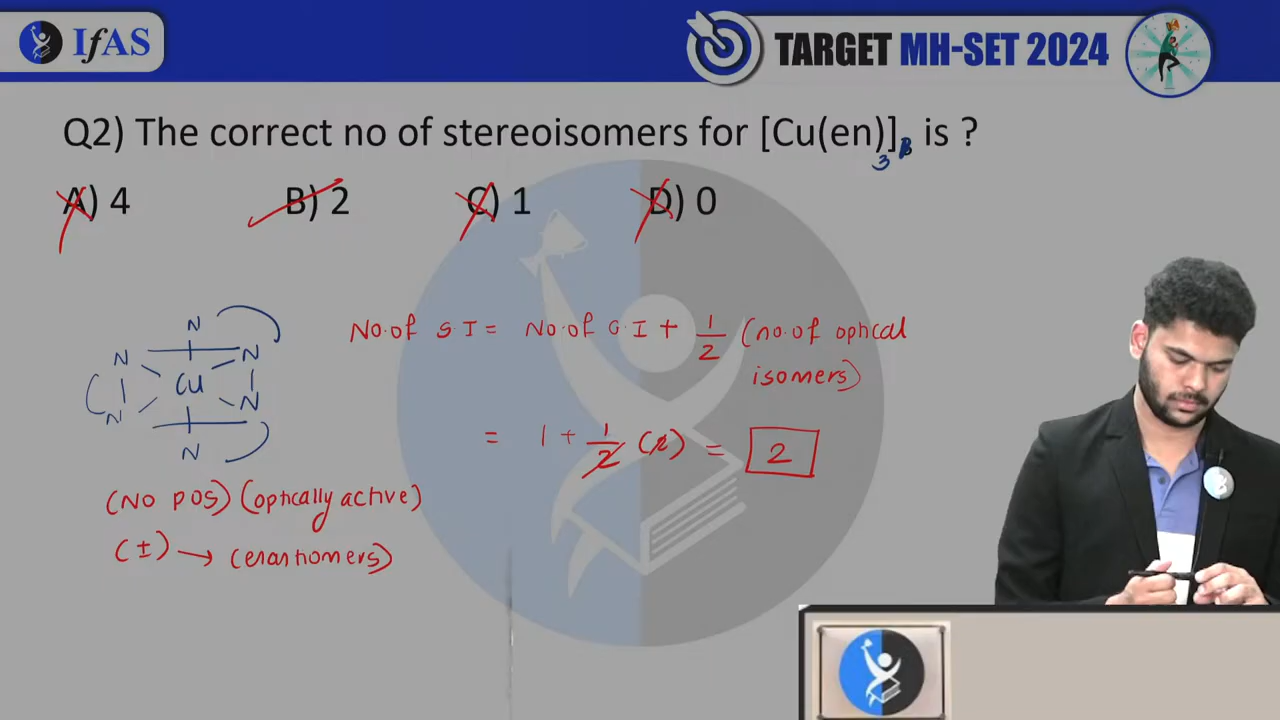 IfAS
TARGET MH-SET 2024
Q2) The correct no of stereoisomers for [Cu(en)]3 is ?
A) 4 B) 2 C) 1 D) 0
N
N N
Cu
N N
N
No. of S.I = No. of G.I + 1/2 (no. of optical
isomers)
= 1 + 1/2 (2) = 2
(NO POS) (optically active)
(±) → (enantiomers)